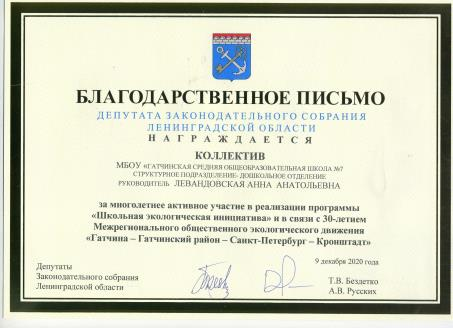 БЛАГОДАРСТВЕННОЕ ПИСЬМО
ДЕПУТАТА ЗАКОНОДАТЕЛЬНОГО СОБРАНИЯ
ЛЕНИНГРАДСКОЙ ОБЛАСТИ
НАГРАЖДАЕТСЯ
КОЛЛЕКТИВ
МБОУ «ГАТЧИНСКАЯ СРЕДНЯЯ ОБЩЕОБРАЗОВАТЕЛЬНАЯ ШКОЛА №7
СТРУКТУРНОЕ ПОДРАЗДЕЛЕНИЕ- ДОШКОЛЬНОЕ ОТДЕЛЕНИЕ
РУКОВОДИТЕЛЬ ЛЕВАНДОВСКАЯ АННА АНАТОЛЬЕВНА
за многолетнее активное участие в реализации программы
«Школьная экологическая инициатива» и в связи с 30-летием
Межрегионального общественного экологического движения
«Гатчина – Гатчинский район – Санкт-Петербург – Кронштадт»
9 декабря 2020 года
Депутаты
Законодательного собрания
Ленинградской области
Т.В. Бездетко
А.В. Русских